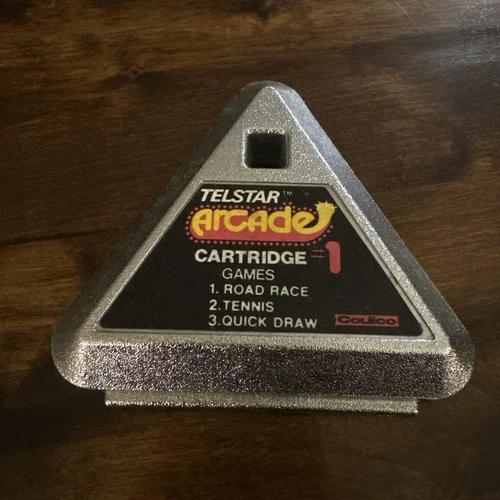 TELSTAR™
Arcade
CARTRIDGE #1
GAMES
1. ROAD RACE
2. TENNIS
3. QUICK DRAW
COLECO